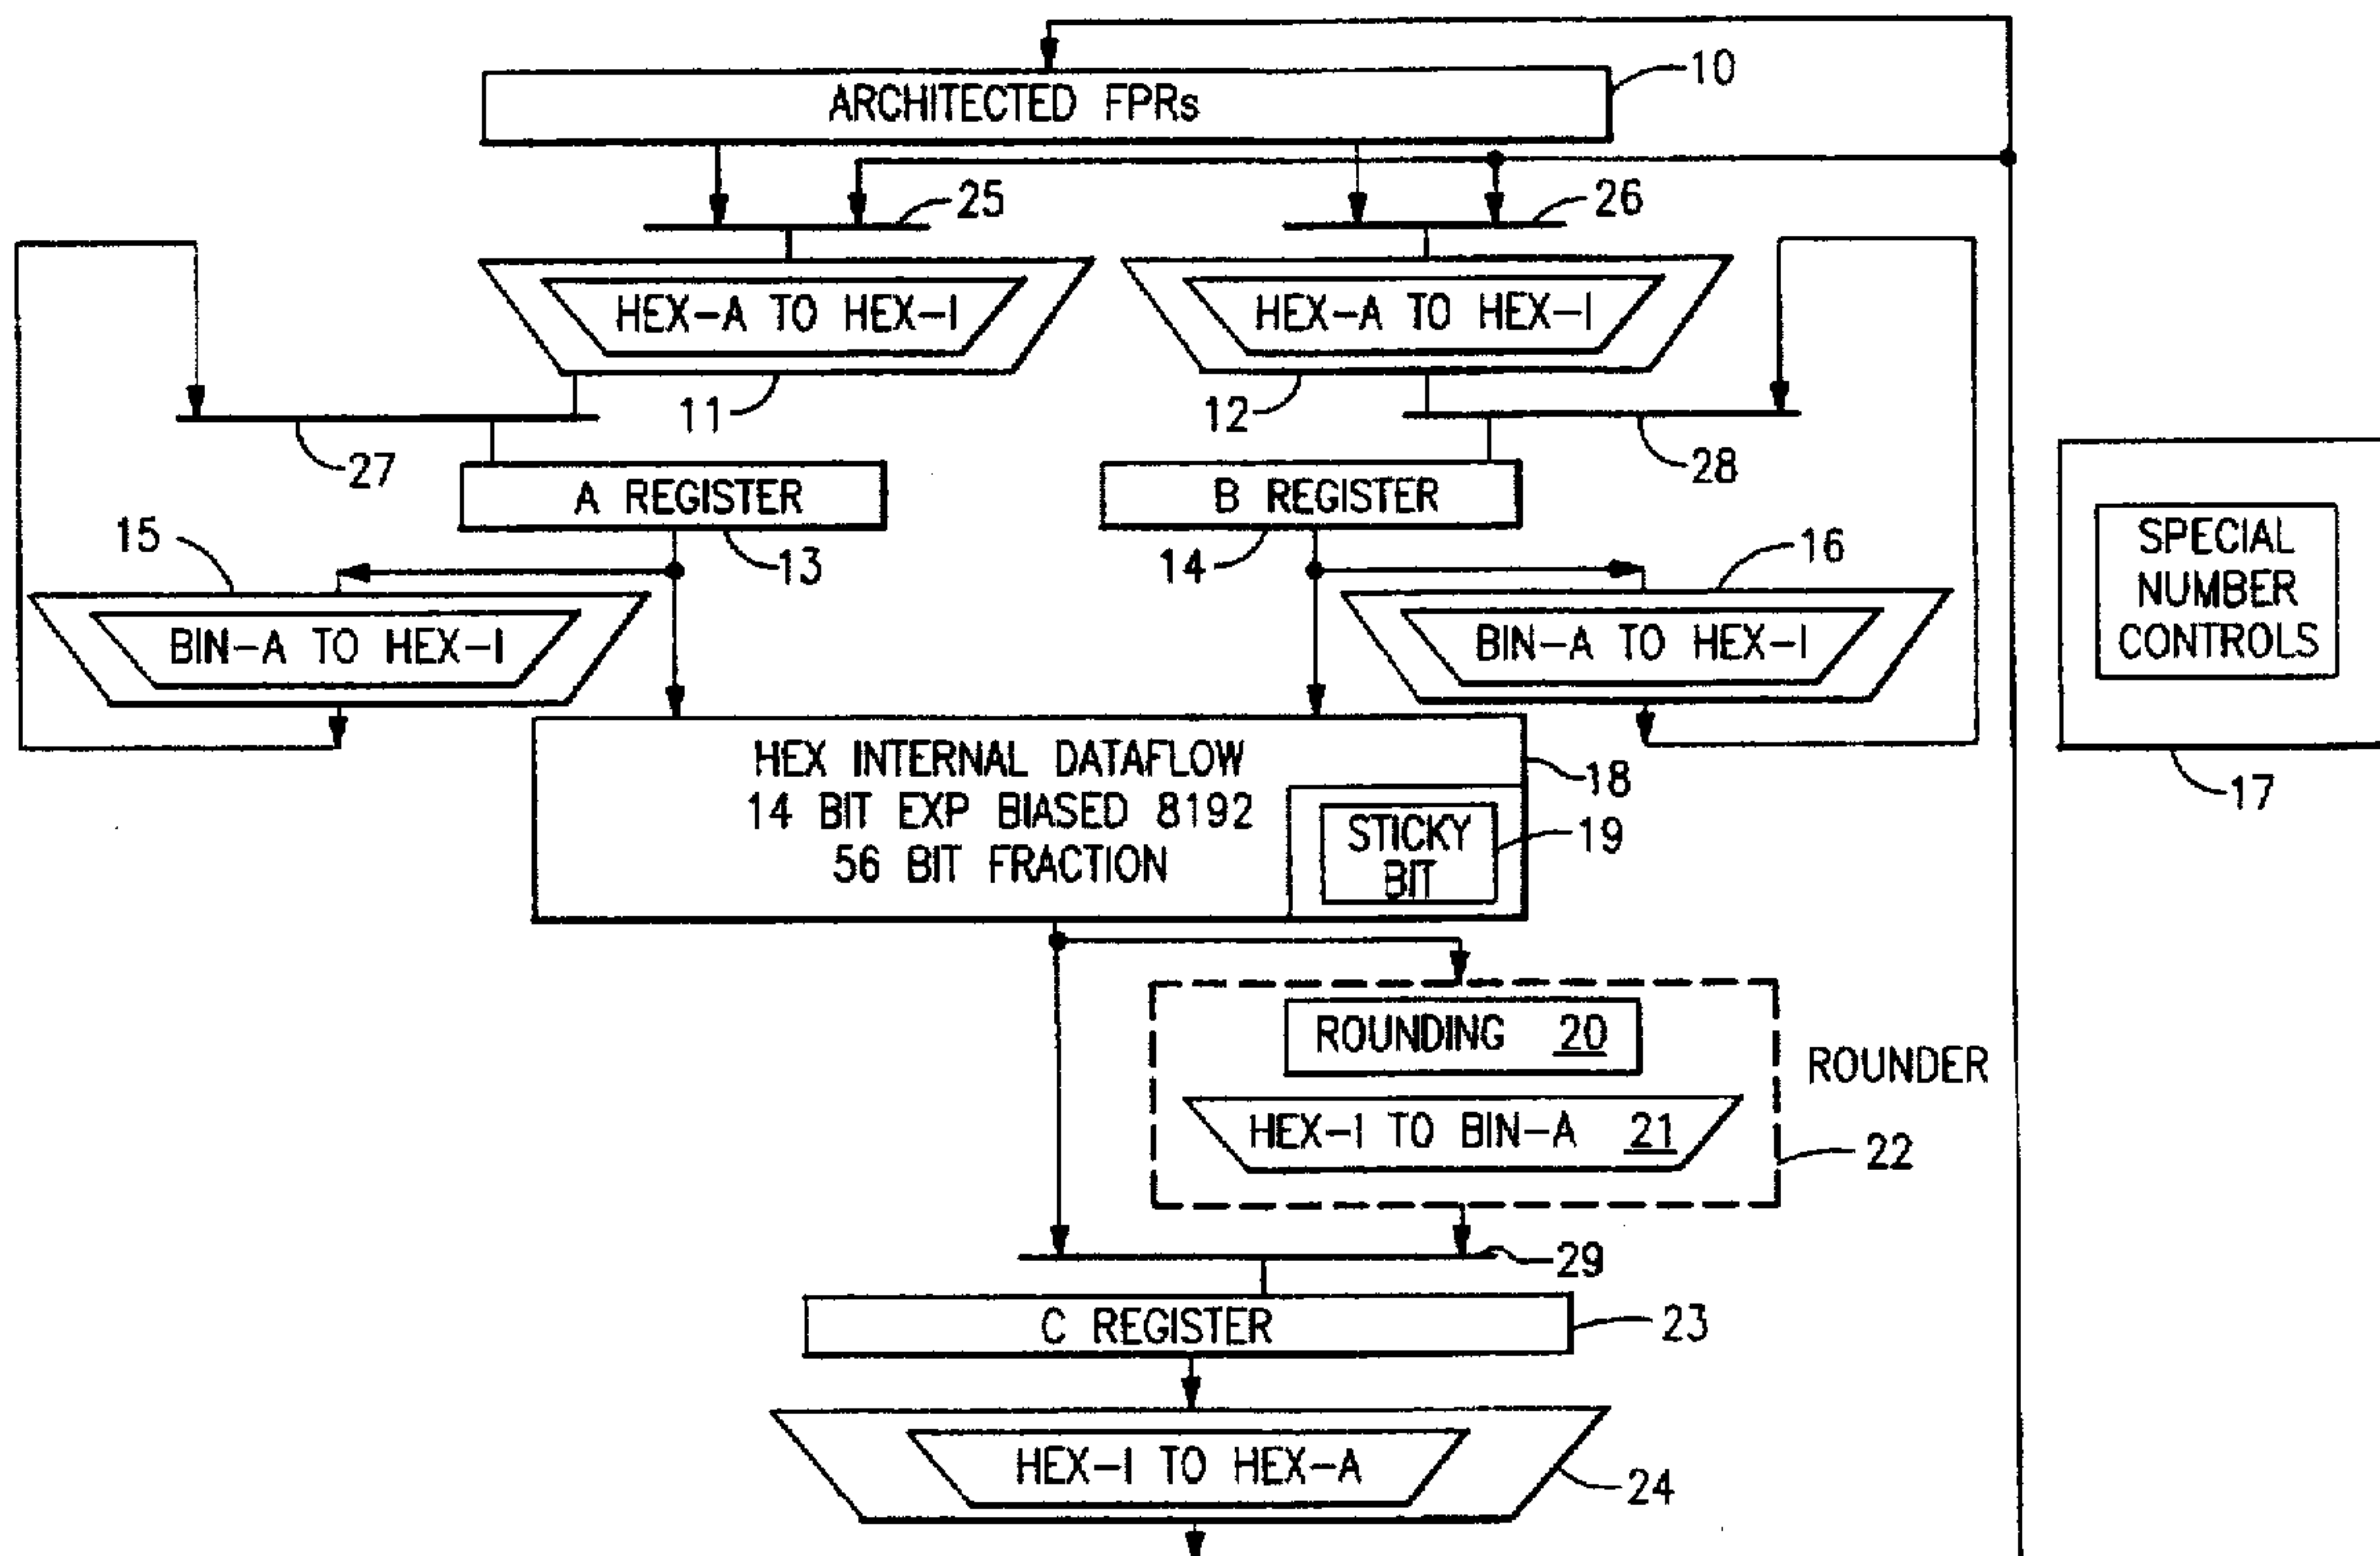 10
ARCHITECTED FPRs
25
26
HEX-A TO HEX-I
HEX-A TO HEX-I
11
12
27
28
A REGISTER
B REGISTER
15
13
14
16
SPECIAL
NUMBER
CONTROLS
BIN-A TO HEX-I
BIN-A TO HEX-I
17
HEX INTERNAL DATAFLOW
14 BIT EXP BIASED 8192
56 BIT FRACTION
18
STICKY
BIT
19
ROUNDING 20
ROUNDER
HEX-I TO BIN-A 21
22
29
C REGISTER
23
HEX-I TO HEX-A
24